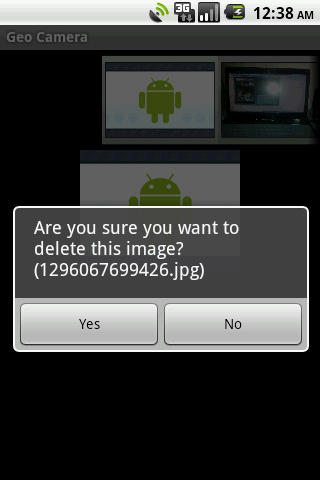 3G
12:38 AM
Geo Camera
Are you sure you want to
delete this image?
(1296067699426.jpg)
Yes
No